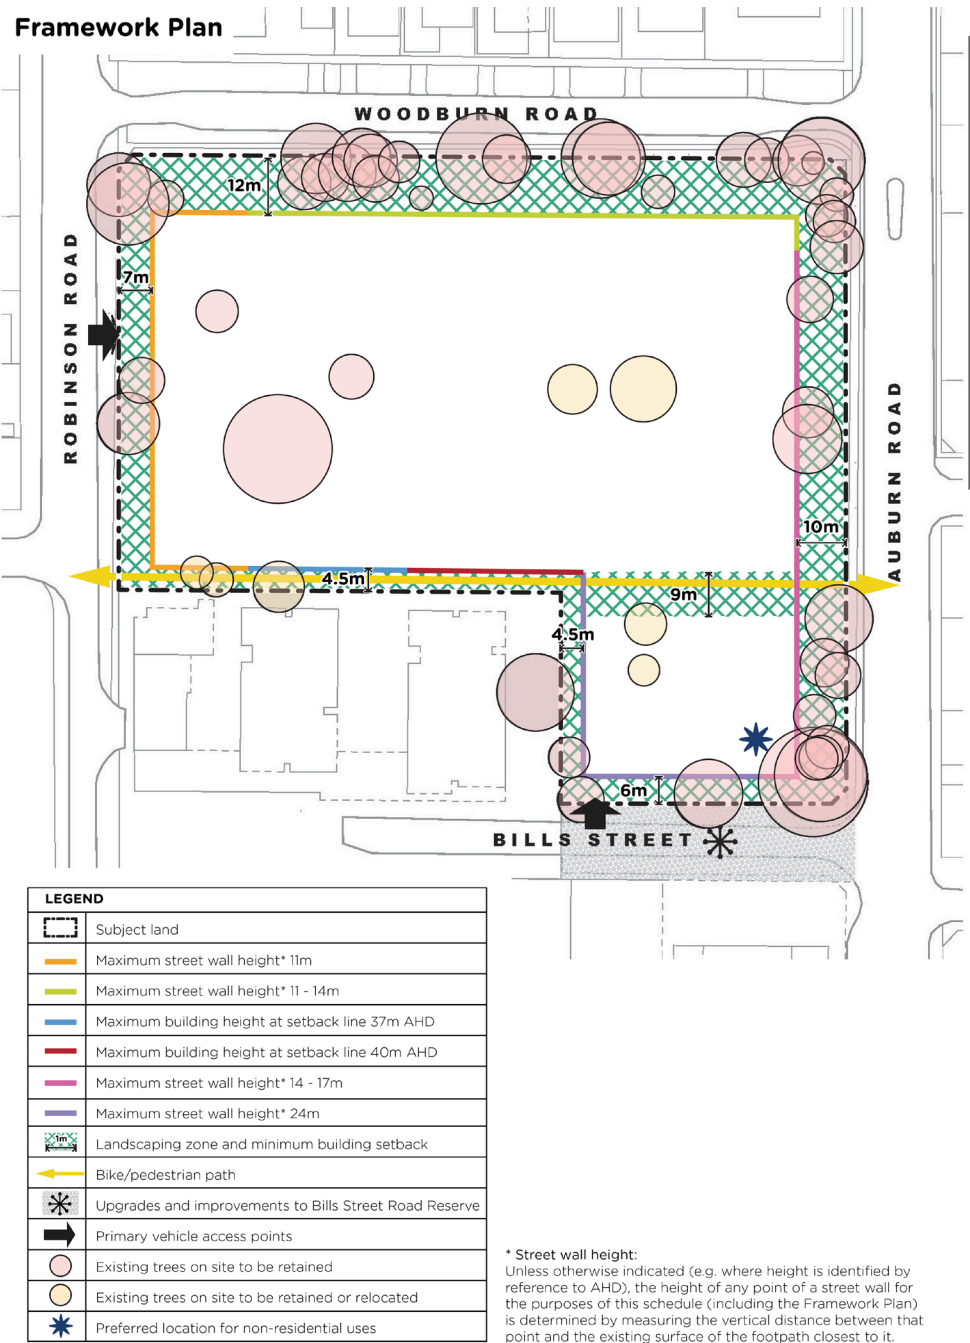 Framework Plan
WOODBURN ROAD
12m
7m
ROBINSON ROAD
AUBURN ROAD
10m
4.5m
9m
4.5m
6m
BILLS STREET
LEGEND
Subject land
Maximum street wall height* 11m
Maximum street wall height* 11 - 14m
Maximum building height at setback line 37m AHD
Maximum building height at setback line 40m AHD
Maximum street wall height* 14 - 17m
Maximum street wall height* 24m
1m
Landscaping zone and minimum building setback
Bike/pedestrian path
Upgrades and improvements to Bills Street Road Reserve
Primary vehicle access points
Existing trees on site to be retained
Existing trees on site to be retained or relocated
Preferred location for non-residential uses
* Street wall height:
Unless otherwise indicated (e.g. where height is identified by
reference to AHD), the height of any point of a street wall for
the purposes of this schedule (including the Framework Plan)
is determined by measuring the vertical distance between that
point and the existing surface of the footpath closest to it.